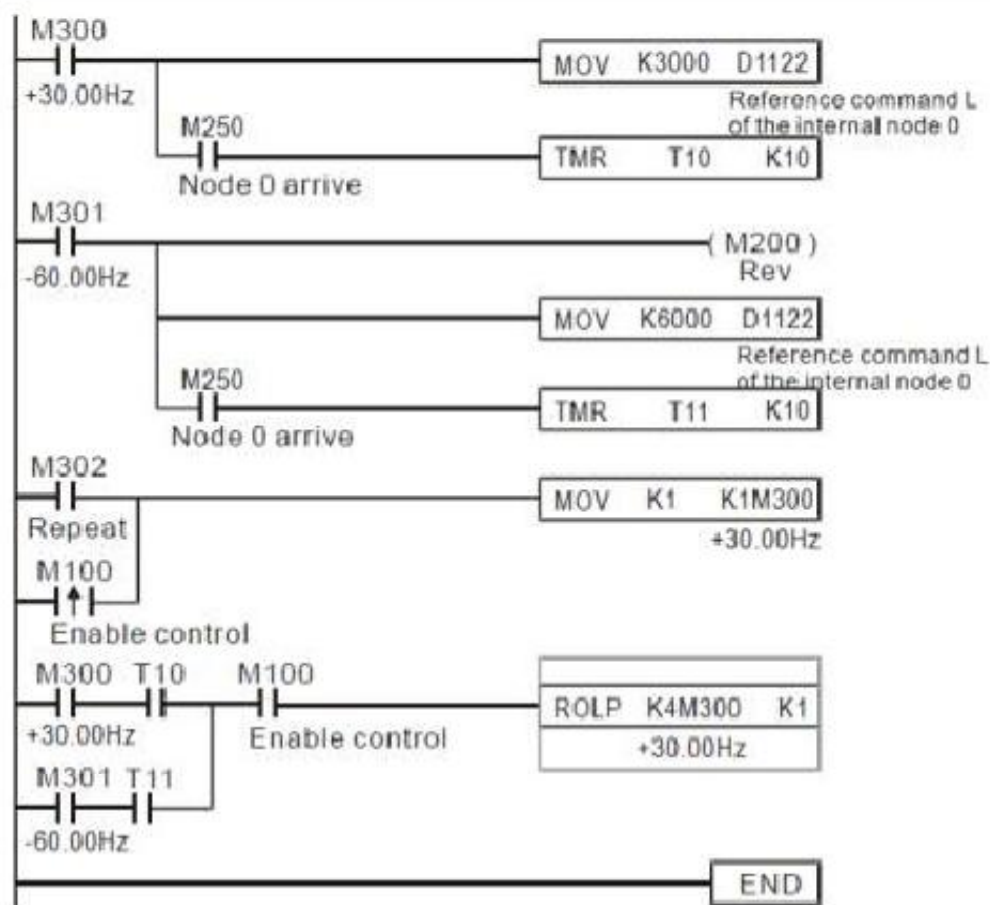 M300
MOV K3000 D1122
+30.00Hz
Reference command L
of the internal node 0
M250
TMR T10 K10
Node 0 arrive
M301
( M200 )
Rev
-60.00Hz
MOV K6000 D1122
Reference command L
of the internal node 0
M250
TMR T11 K10
Node 0 arrive
M302
MOV K1 K1M300
Repeat
+30.00Hz
M100
Enable control
M300 T10 M100
ROLP K4M300 K1
+30.00Hz Enable control
+30.00Hz
M301 T11
-60.00Hz
END